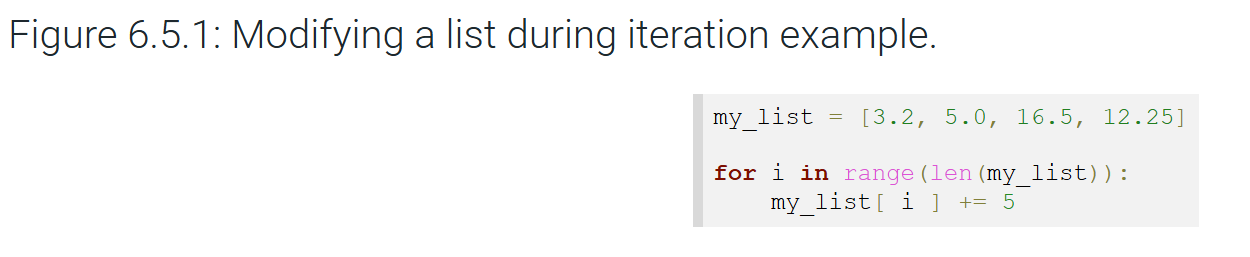 Figure 6.5.1: Modifying a list during iteration example.
my_list = [3.2, 5.0, 16.5, 12.25]
for i in range(len(my_list)):
    my_list[ i ] += 5